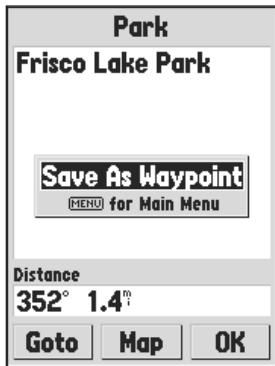 Park
Frisco Lake Park
Save As Waypoint
MENU for Main Menu
Distance
352° 1.4 m
Goto Map OK